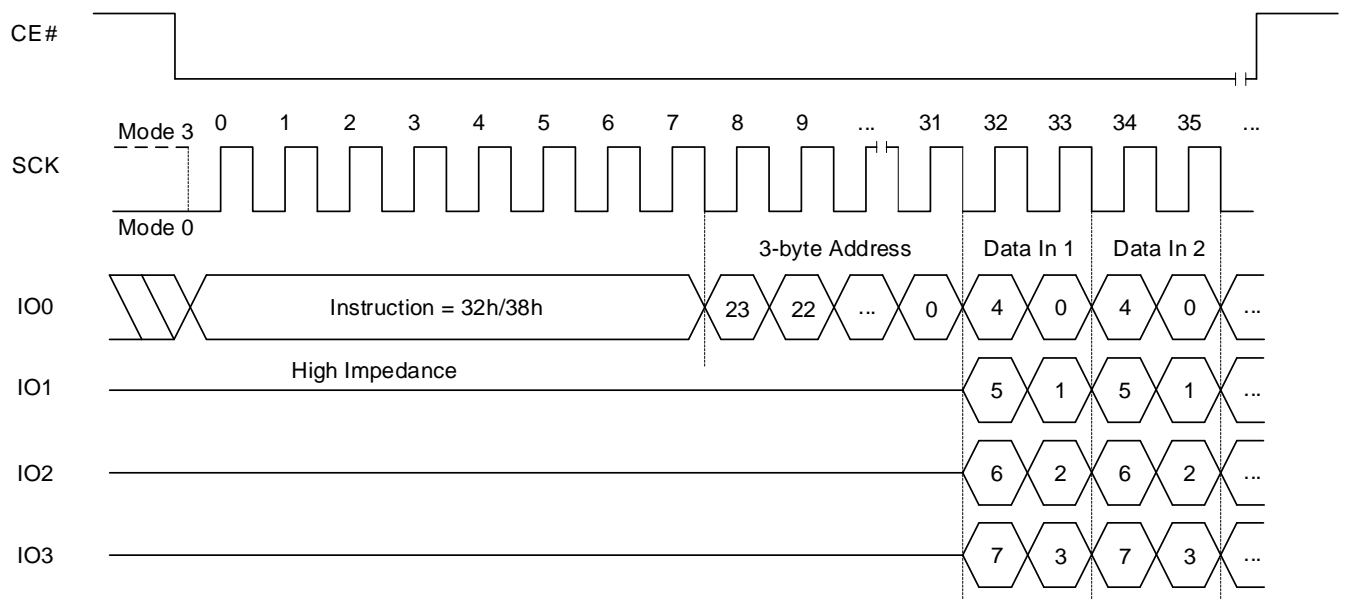 CE#
Mode 3 0 1 2 3 4 5 6 7 8 9 ... 31 32 33 34 35 ...
SCK
Mode 0
3-byte Address Data In 1 Data In 2
IO0 Instruction = 32h/38h 23 22 ... 0 4 0 4 0 ...
High Impedance
IO1 5 1 5 1 ...
IO2 6 2 6 2 ...
IO3 7 3 7 3 ...